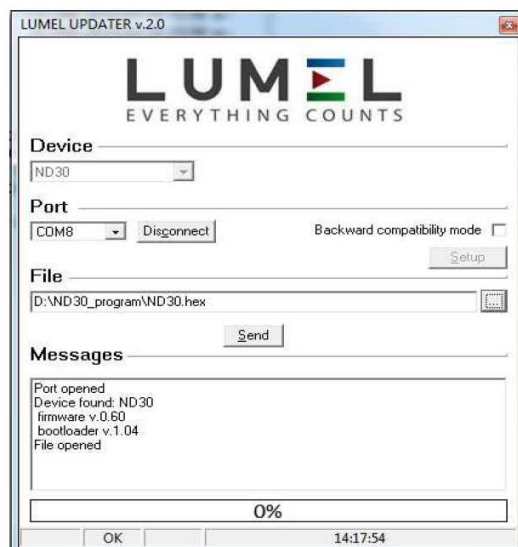 LUMEL UPDATER v.2.0
LUMEL
EVERYTHING COUNTS
Device
ND30
Port
COM8 Disconnect Backward compatibility mode
Setup
File
D:\ND30_program\ND30.hex ...
Send
Messages
Port opened
Device found: ND30
firmware v.0.60
bootloader v.1.04
File opened
0%
OK 14:17:54